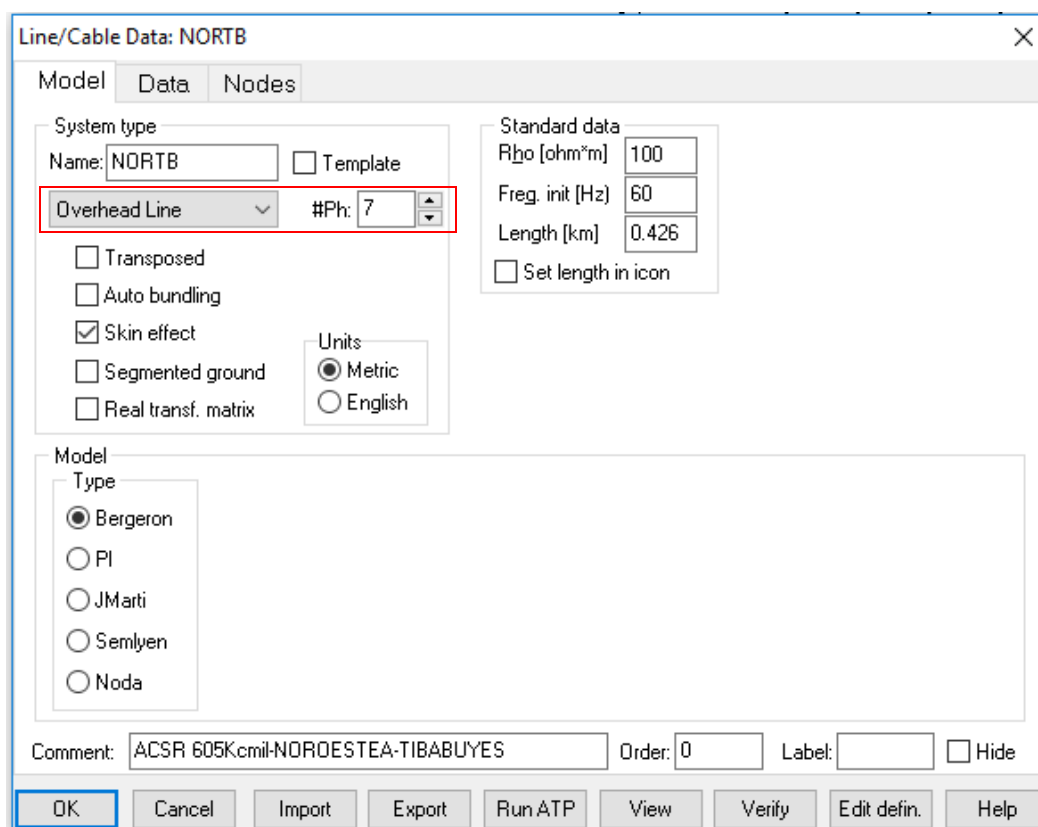 Line/Cable Data: NORTB
Model Data Nodes
System type
Name: NORTB Template
Overhead Line #Ph: 7
Transposed
Auto bundling
Skin effect
Segmented ground
Real transf. matrix
Units
Metric
English
Standard data
Rho [ohm*m] 100
Freq. init [Hz] 60
Length [km] 0.426
Set length in icon
Model
Type
Bergeron
PI
JMarti
Semlyen
Noda
Comment: ACSR 605Kcmil-NOROESTEA-TIBABUYES Order: 0 Label: Hide
OK Cancel Import Export Run ATP View Verify Edit defin. Help